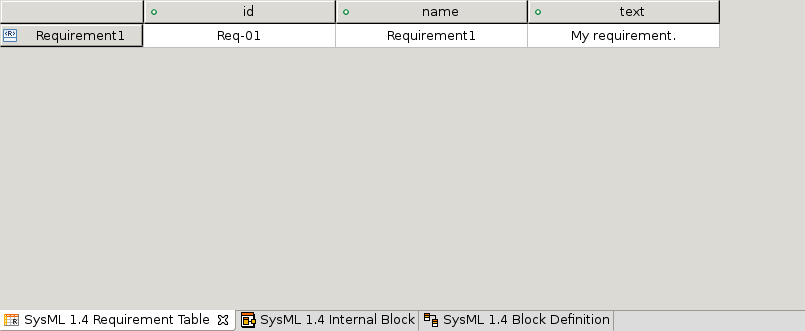 id name text
Requirement1 Req-01 Requirement1 My requirement.
SysML 1.4 Requirement Table SysML 1.4 Internal Block SysML 1.4 Block Definition